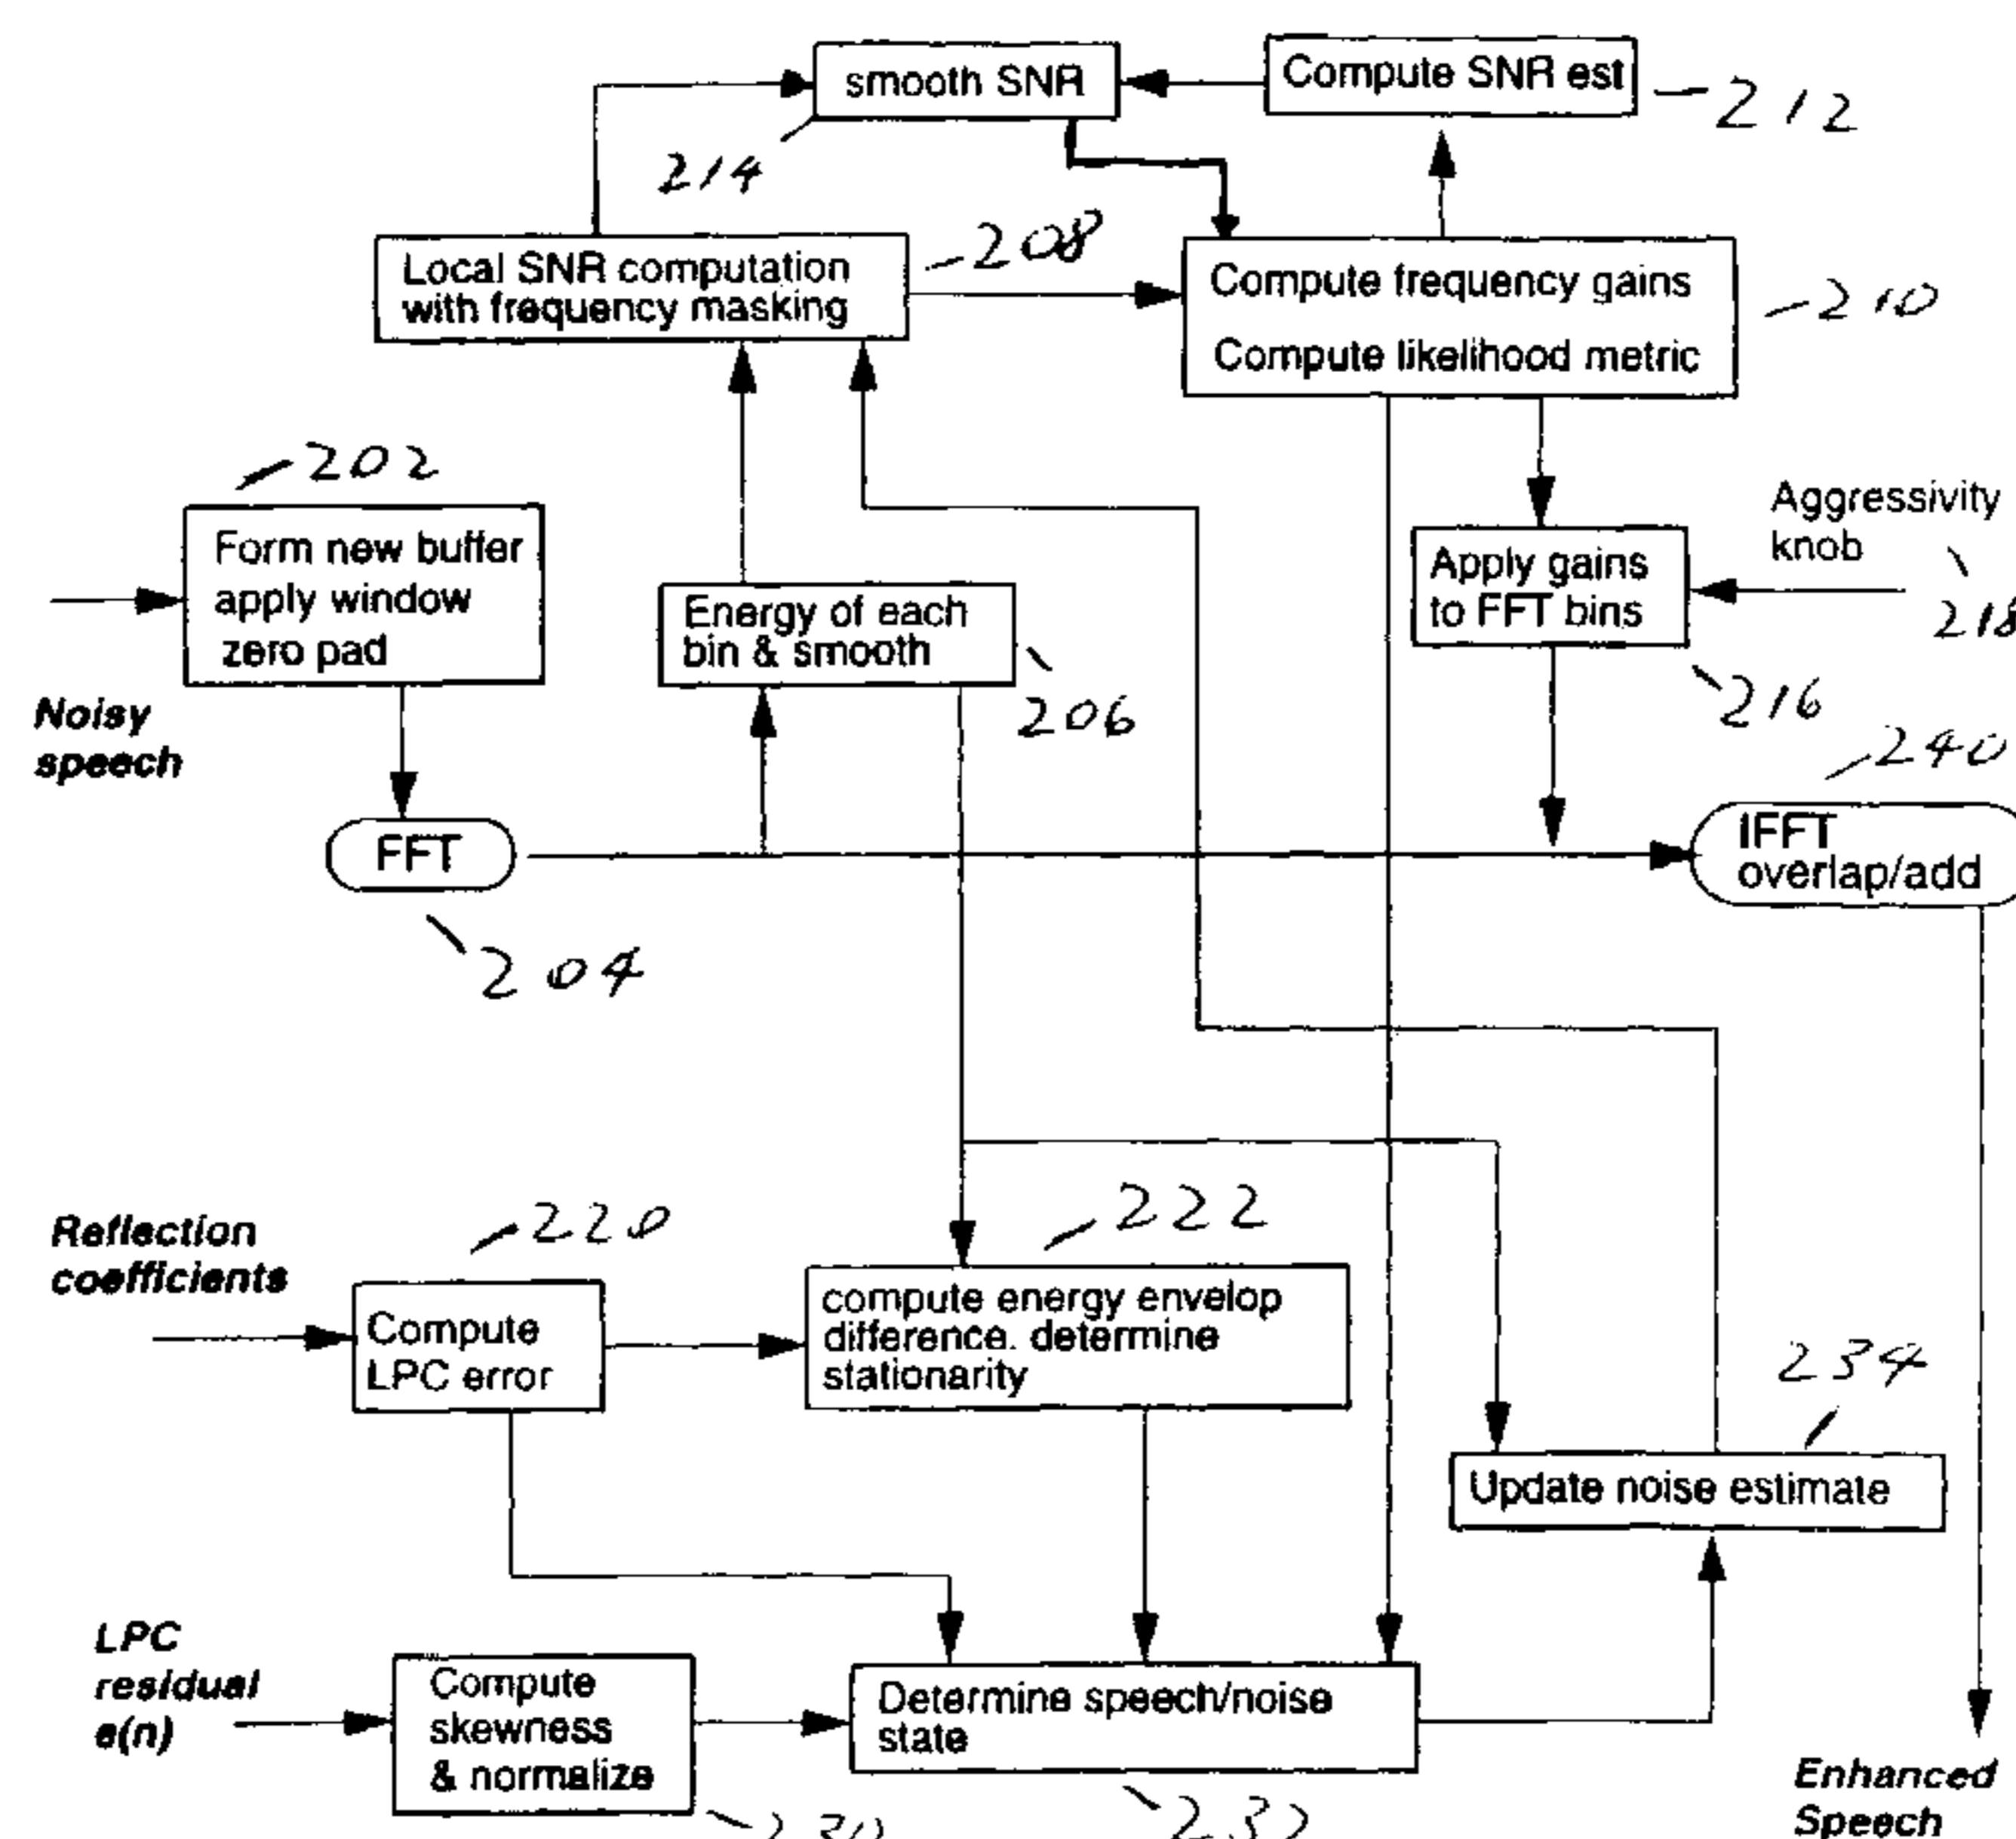 smooth SNR
Compute SNR est
212
214
208
Local SNR computation
with frequency masking
Compute frequency gains
Compute likelihood metric
210
202
Form new buffer
apply window
zero pad
Energy of each
bin & smooth
206
Apply gains
to FFT bins
Aggressivity
knob
218
216
Noisy
speech
240
FFT
IFFT
overlap/add
204
Reflection
coefficients
220
222
Compute
LPC error
compute energy envelop
difference. determine
stationarity
234
Update noise estimate
LPC
residual
e(n)
Compute
skewness
& normalize
Determine speech/noise
state
230
232
Enhanced
Speech